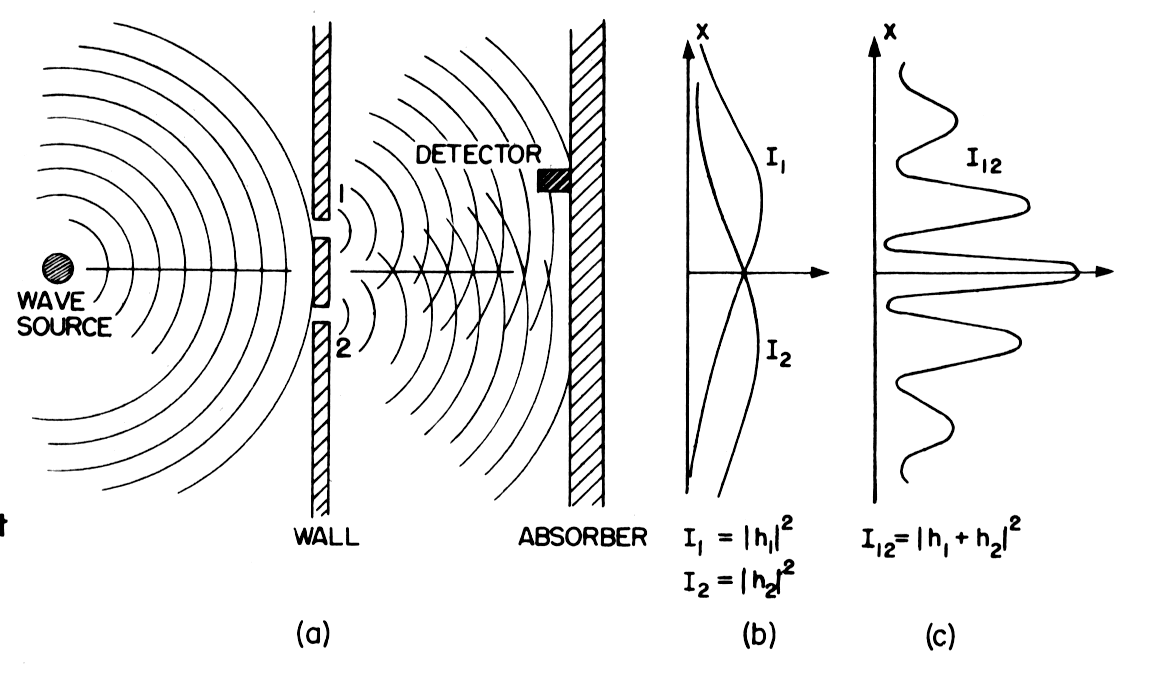 DETECTOR
1
2
WAVE
SOURCE
WALL
ABSORBER
(a)
x
I₁
I₂
I₁ = |h₁|²
I₂ = |h₂|²
(b)
x
I₁₂
I₁₂= |h₁ + h₂|²
(c)
t